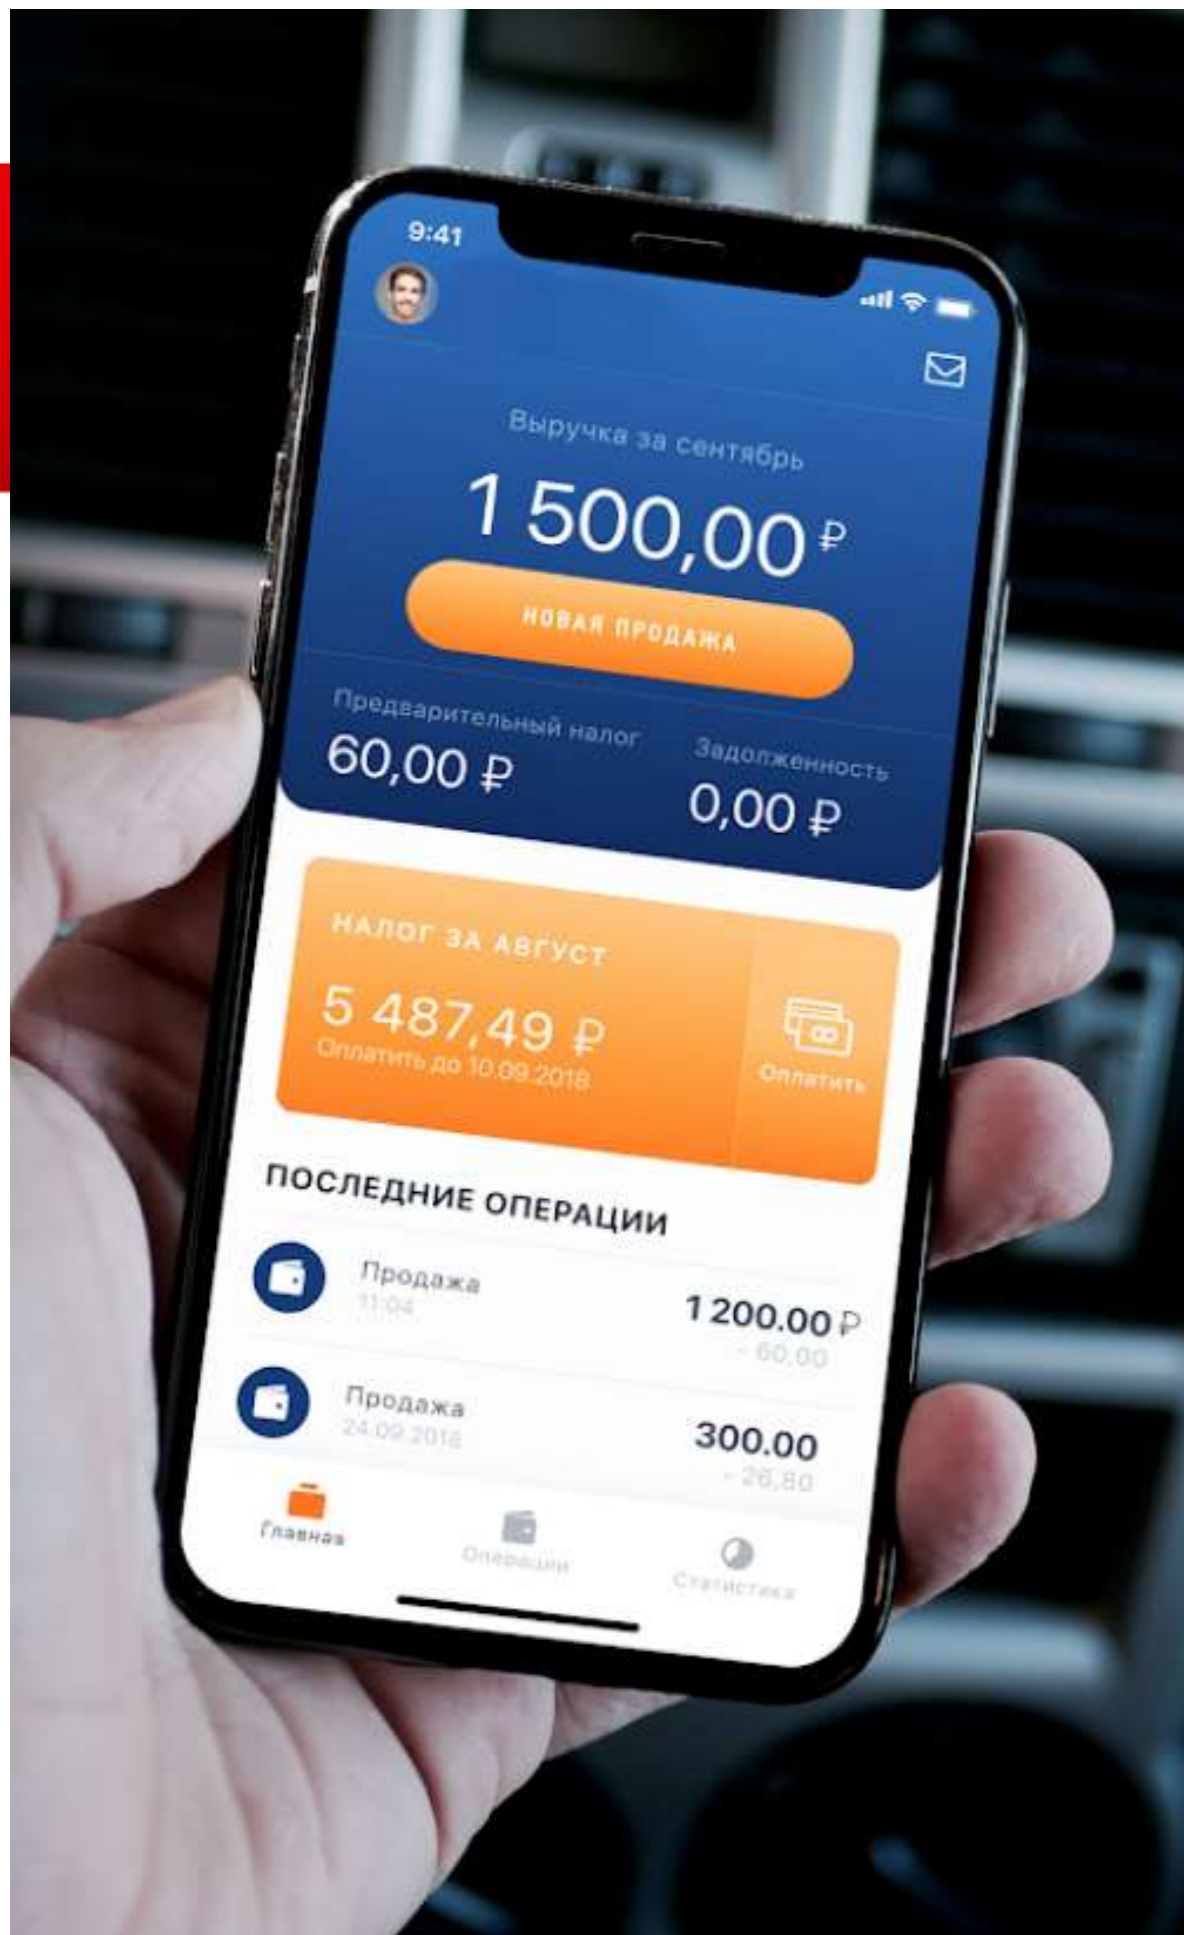 9:41
Выручка за сентябрь
1 500,00 ₽
НОВАЯ ПРОДАЖА
Предварительный налог
Задолженность
60,00 ₽
0,00 ₽
НАЛОГ ЗА АВГУСТ
5 487,49 ₽
Оплатить до 10.09.2018
Оплатить
ПОСЛЕДНИЕ ОПЕРАЦИИ
Продажа
1 200.00 ₽
11:04
- 60,00
Продажа
300.00
24.09.2018
- 26,80
Главная
Операции
Статистика